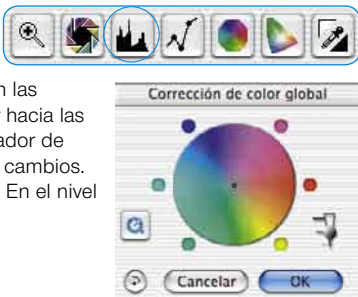 n las
r hacia las
ador de
cambios.
En el nivel
Corrección de color global
Cancelar
OK